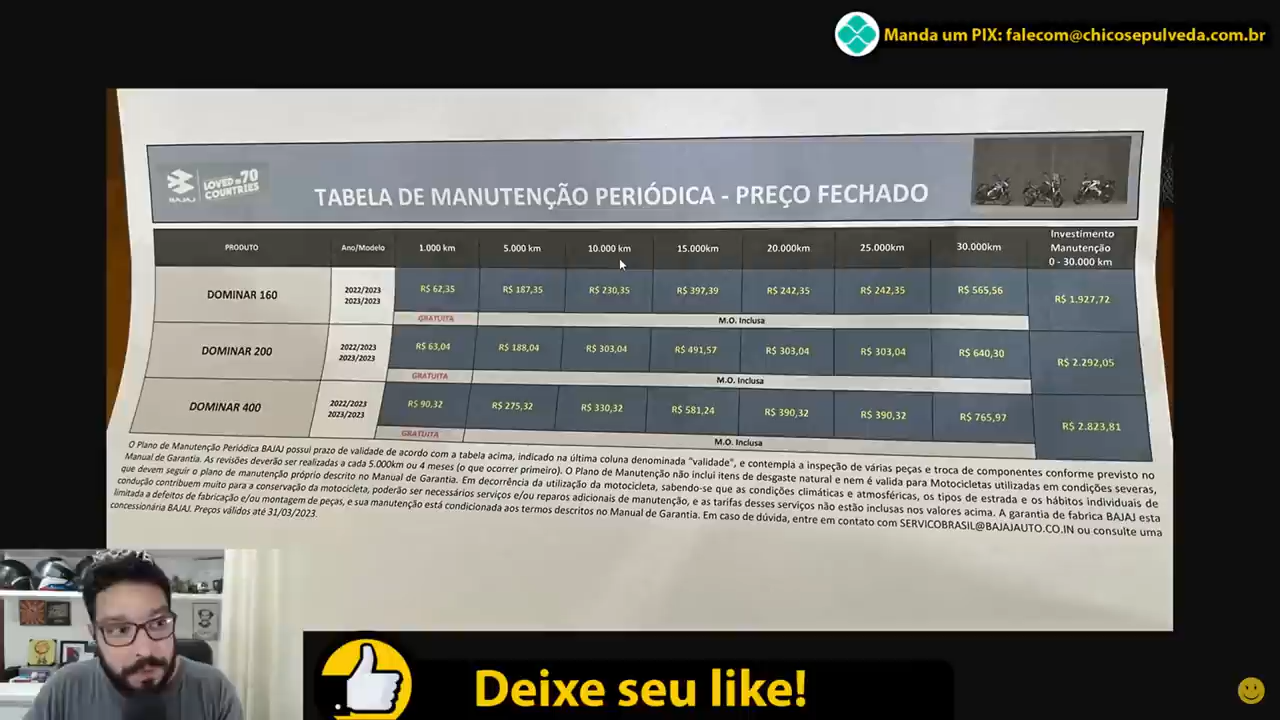 Manda um PIX: falecom@chicosepulveda.com.br
BAJAJ
LOVED IN 70
COUNTRIES
TABELA DE MANUTENÇÃO PERIÓDICA - PREÇO FECHADO
PRODUTO Ano/Modelo 1.000 km 5.000 km 10.000 km 15.000km 20.000km 25.000km 30.000km Investimento
Manutenção
0 - 30.000 km
DOMINAR 160 2022/2023 R$ 62,35 R$ 187,35 R$ 230,35 R$ 397,39 R$ 242,35 R$ 242,35 R$ 565,56 R$ 1.927,72
2023/2023
GRATUITA M.O. Inclusa
DOMINAR 200 2022/2023 R$ 63,04 R$ 188,04 R$ 303,04 R$ 491,57 R$ 303,04 R$ 303,04 R$ 640,30 R$ 2.292,05
2023/2023
GRATUITA M.O. Inclusa
DOMINAR 400 2022/2023 R$ 90,32 R$ 275,32 R$ 330,32 R$ 581,24 R$ 390,32 R$ 390,32 R$ 765,97 R$ 2.823,81
2023/2023
GRATUITA M.O. Inclusa
O Plano de Manutenção Periódica BAJAJ possui prazo de validade de acordo com a tabela acima, indicado na última coluna denominada "validade", e contempla a inspeção de várias peças e troca de componentes conforme previsto no
Manual de Garantia. As revisões deverão ser realizadas a cada 5.000km ou 4 meses (o que ocorrer primeiro). O Plano de Manutenção não inclui itens de desgaste natural e nem é valida para Motocicletas utilizadas em condições severas,
que devem seguir o plano de manutenção próprio descrito no Manual de Garantia. Em decorrência da utilização da motocicleta, sabendo-se que as condições climáticas e atmosféricas, os tipos de estrada e os hábitos individuais de
condução contribuem muito para a conservação da motocicleta, poderão ser necessários serviços e/ou reparos adicionais de manutenção, e as tarifas desses serviços não estão inclusas nos valores acima. A garantia de fabrica BAJAJ esta
limitada a defeitos de fabricação e/ou montagem de peças, e sua manutenção está condicionada aos termos descritos no Manual de Garantia. Em caso de dúvida, entre em contato com SERVICOBRASIL@BAJAJAUTO.CO.IN ou consulte uma
concessionária BAJAJ. Preços válidos até 31/03/2023.
Deixe seu like!